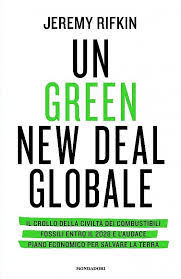 JEREMY RIFKIN
UN
GREEN
NEW DEAL
GLOBALE
IL CROLLO DELLA CIVILTÀ DEI COMBUSTIBILI
FOSSILI ENTRO IL 2028 E L'AUDACE
PIANO ECONOMICO PER SALVARE LA TERRA
MONDADORI